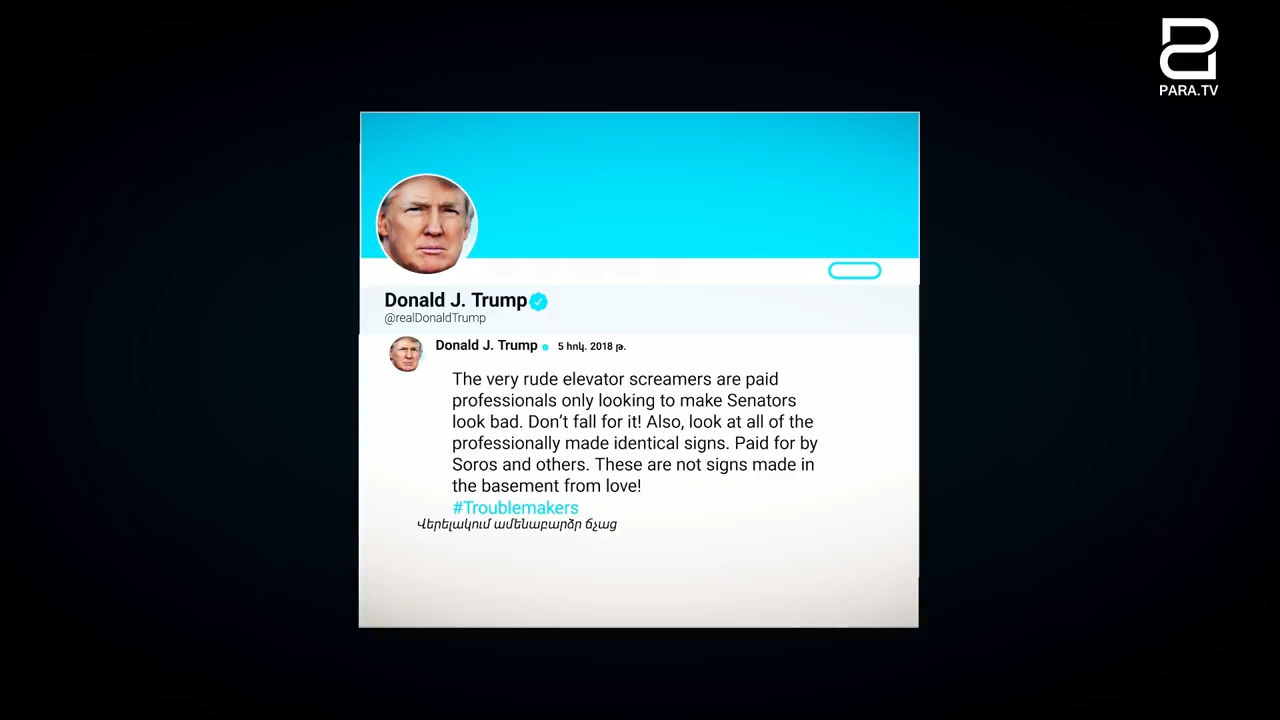 PARA.TV
Donald J. Trump
@realDonaldTrump
Donald J. Trump 5 հոկ. 2018 թ.
The very rude elevator screamers are paid
professionals only looking to make Senators
look bad. Don’t fall for it! Also, look at all of the
professionally made identical signs. Paid for by
Soros and others. These are not signs made in
the basement from love!
#Troublemakers
Վերելակում ամենաբարձր ճչաց